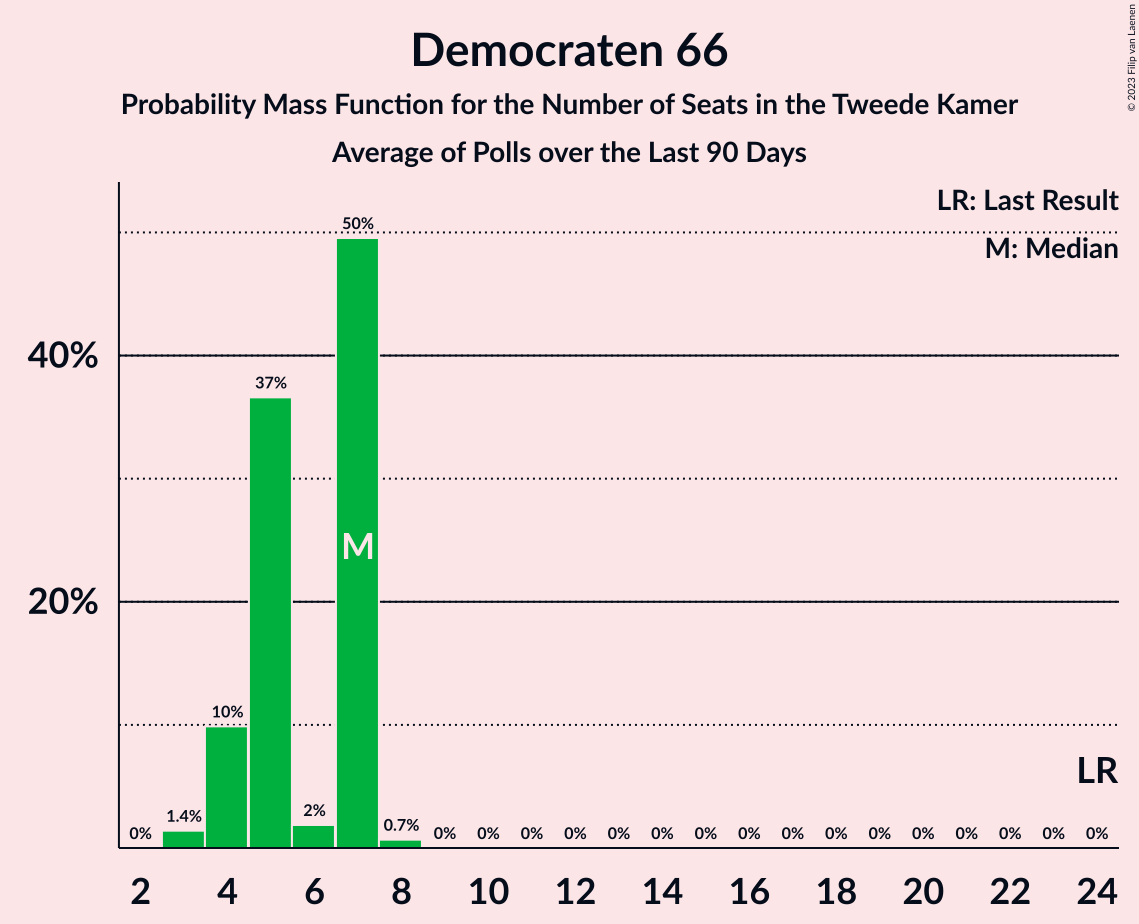 Democraten 66
Probability Mass Function for the Number of Seats in the Tweede Kamer
Average of Polls over the Last 90 Days
© 2023 Filip van Laenen
LR: Last Result
M: Median
50%
40%
37%
M
20%
10%
LR
1.4%
2%
0.7%
0% 0% 0% 0% 0% 0% 0% 0% 0% 0% 0% 0% 0% 0% 0% 0% 0%
2 4 6 8 10 12 14 16 18 20 22 24